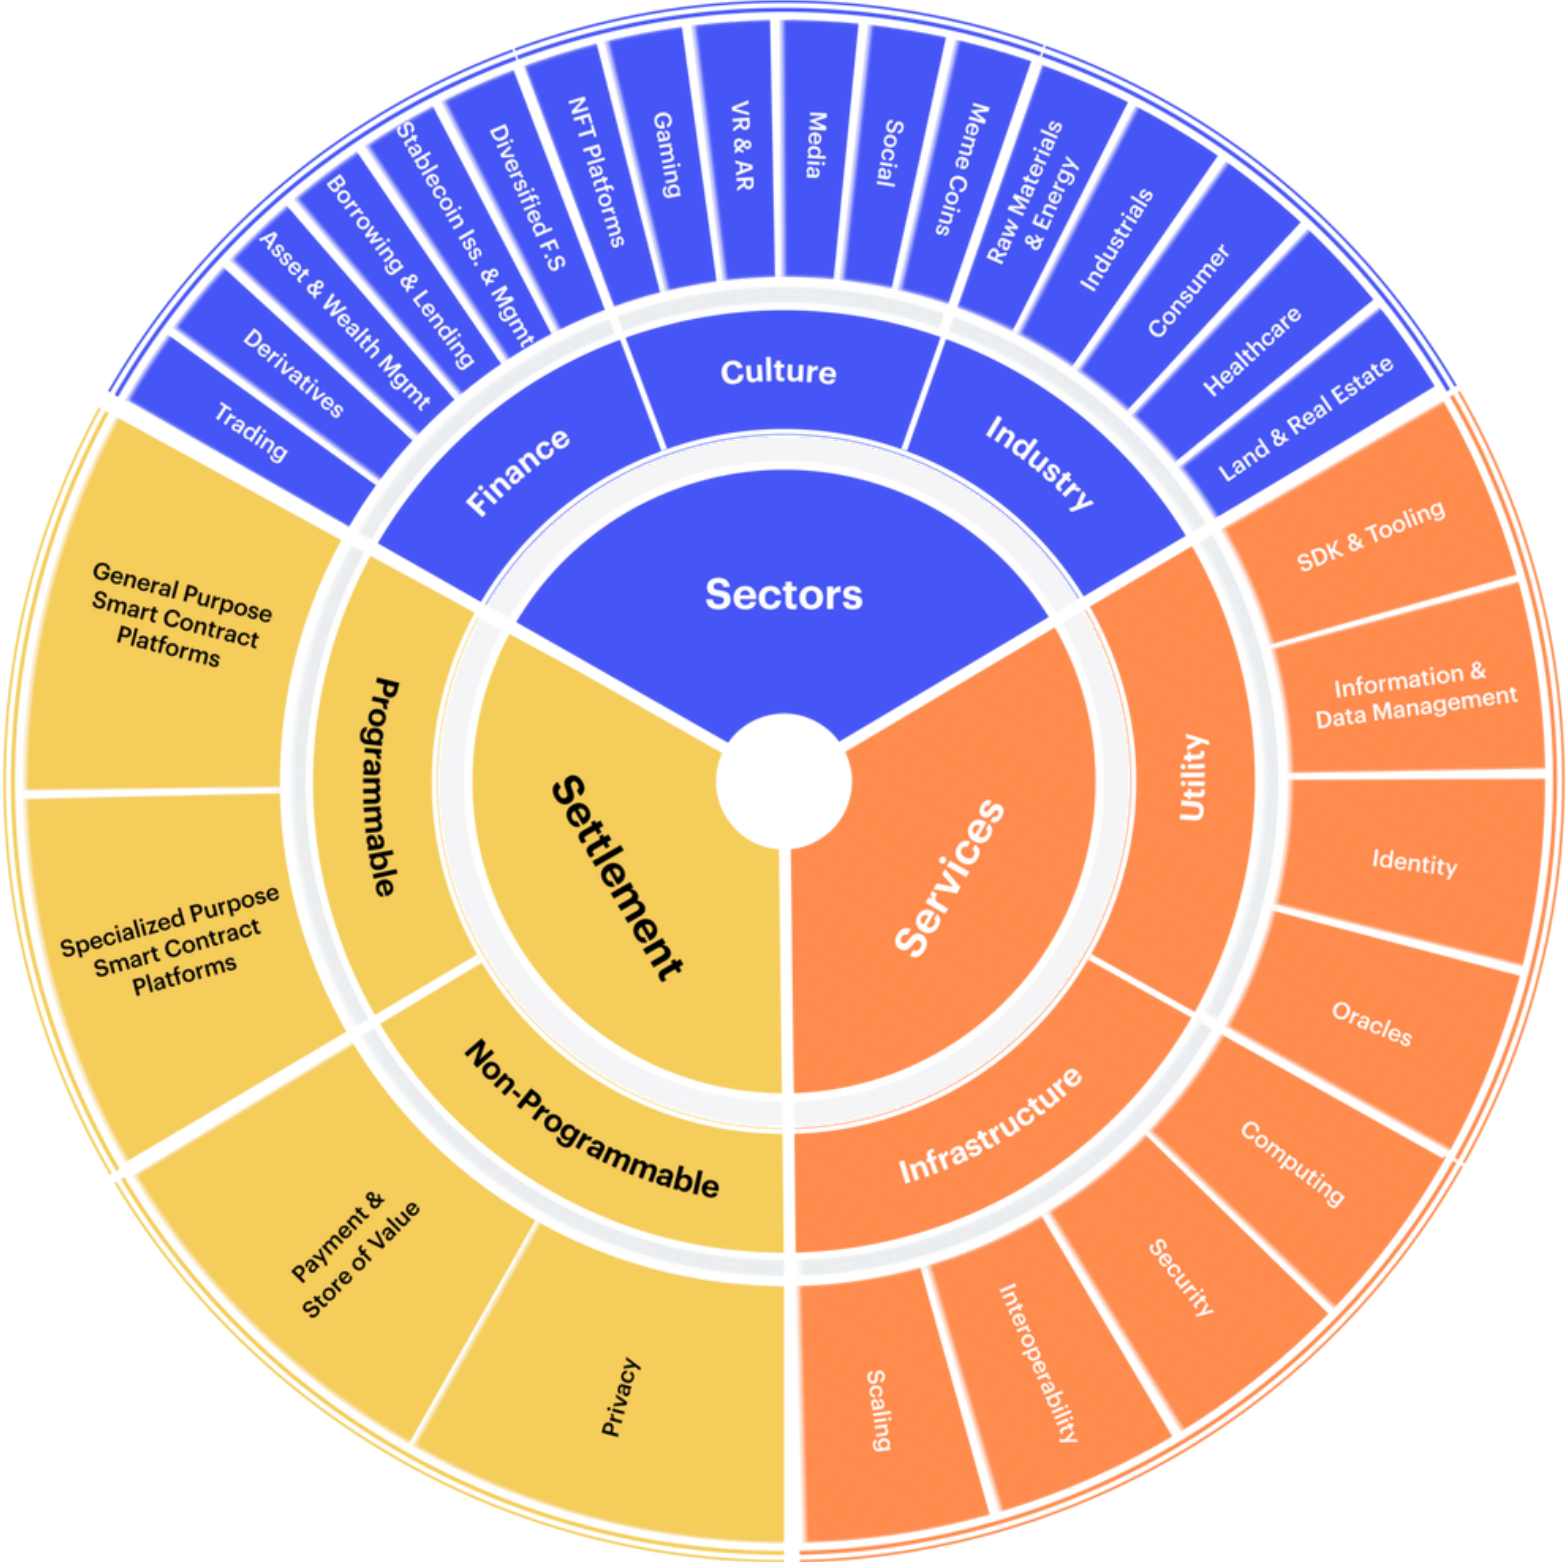 Sectors
Finance
Culture
Industry
Trading
Derivatives
Asset & Wealth Mgmt
Borrowing & Lending
Stablecoin Iss. & Mgmt
Diversified F.S
NFT Platforms
Gaming
VR & AR
Media
Social
Meme Coins
Raw Materials
& Energy
Industrials
Consumer
Healthcare
Land & Real Estate
Services
Utility
Infrastructure
SDK & Tooling
Information &
Data Management
Identity
Oracles
Computing
Security
Interoperability
Scaling
Settlement
Programmable
Non-Programmable
General Purpose
Smart Contract
Platforms
Specialized Purpose
Smart Contract
Platforms
Payment &
Store of Value
Privacy